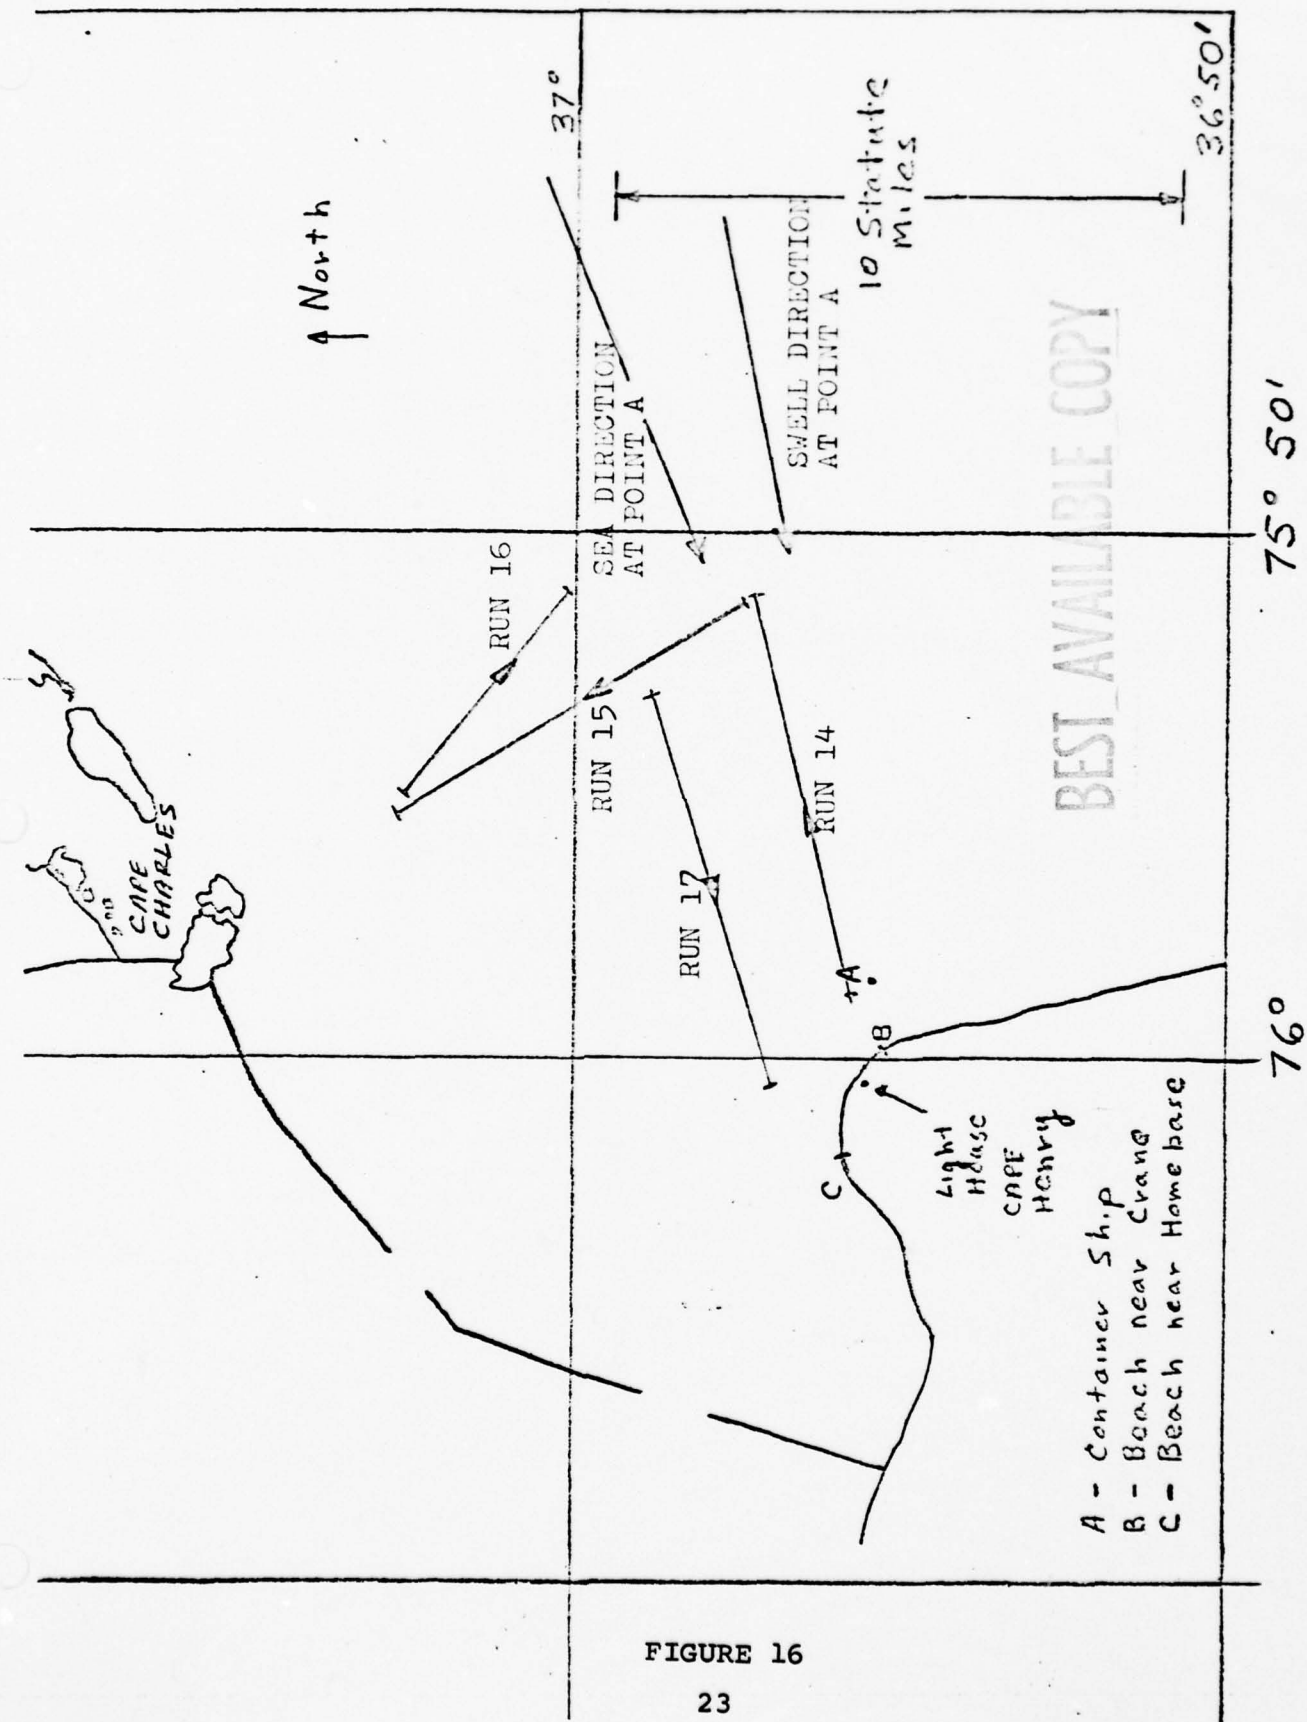 37°
36°50'
North
10 Statute
Miles
SEA DIRECTION
AT POINT A
SWELL DIRECTION
AT POINT A
RUN 16
RUN 15
RUN 14
RUN 17
CAPE
CHARLES
A
B
C
Light
House
CAPE
Henry
A - Container Ship
B - Beach near Crane
C - Beach near Homebase
75° 50'
76°
BEST AVAILABLE COPY
FIGURE 16
23